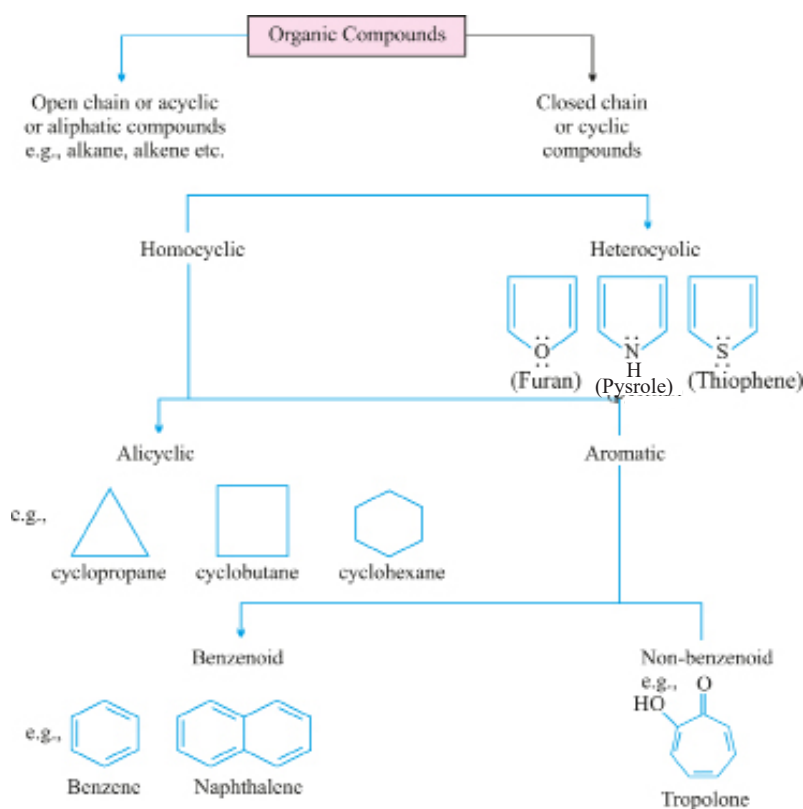 Organic Compounds
Open chain or acyclic
or aliphatic compounds
e.g., alkane, alkene etc.
Closed chain
or cyclic
compounds
Homocyclic
Heterocyolic
O
N
H
S
(Furan)
(Pysrole)
(Thiophene)
Alicyclic
Aromatic
e.g.,
cyclopropane
cyclobutane
cyclohexane
Benzenoid
Non-benzenoid
e.g.,
O
HO
e.g.,
Benzene
Naphthalene
Tropolone